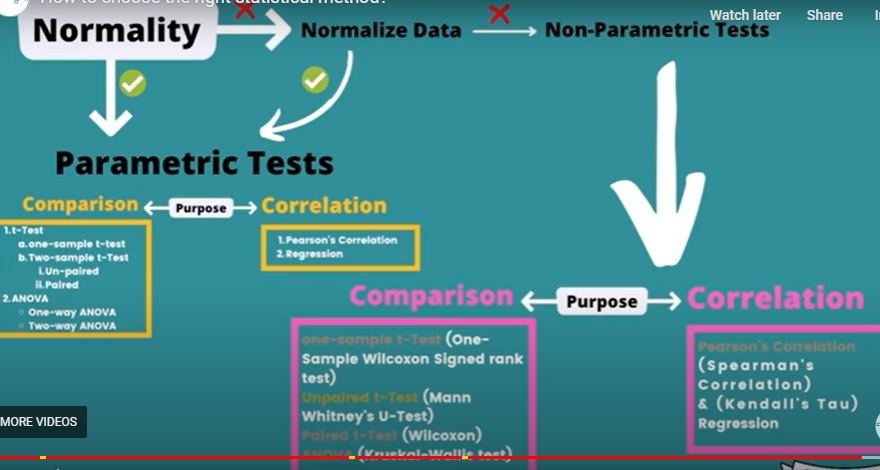 How to choose the right statistical method?
Watch later Share
Normality
Normalize Data
Non-Parametric Tests
Parametric Tests
Comparison
Purpose
Correlation
1.t-Test
a.one-sample t-test
b.Two-sample t-Test
i.Un-paired
ii.Paired
2.ANOVA
One-way ANOVA
Two-way ANOVA
1.Pearson's Correlation
2.Regression
Comparison
Purpose
Correlation
one-sample t-Test (One-
Sample Wilcoxon Signed rank
test)
Unpaired t-Test (Mann
Whitney's U-Test)
Paired t-Test (Wilcoxon)
ANOVA (Kruskal-Wallis test)
Pearson's Correlation
(Spearman's
Correlation)
& (Kendall's Tau)
Regression
MORE VIDEOS